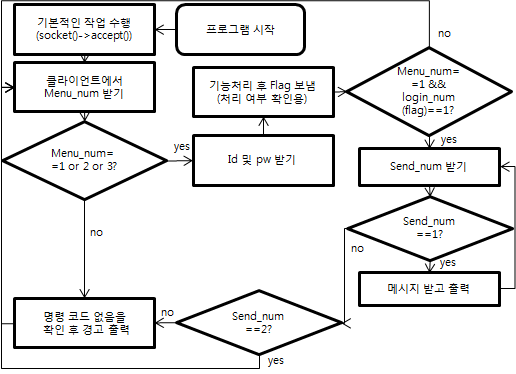 프로그램 시작
기본적인 작업 수행
(socket()->accept())
클라이언트에서
Menu_num 받기
Menu_num=
=1 or 2 or 3?
yes
no
Id 및 pw 받기
기능처리 후 Flag 보냄
(처리 여부 확인용)
Menu_num=
=1 &&
login_num
(flag)==1?
no
yes
Send_num 받기
Send_num
==1?
yes
no
메시지 받고 출력
Send_num
==2?
no
yes
명령 코드 없음을
확인 후 경고 출력